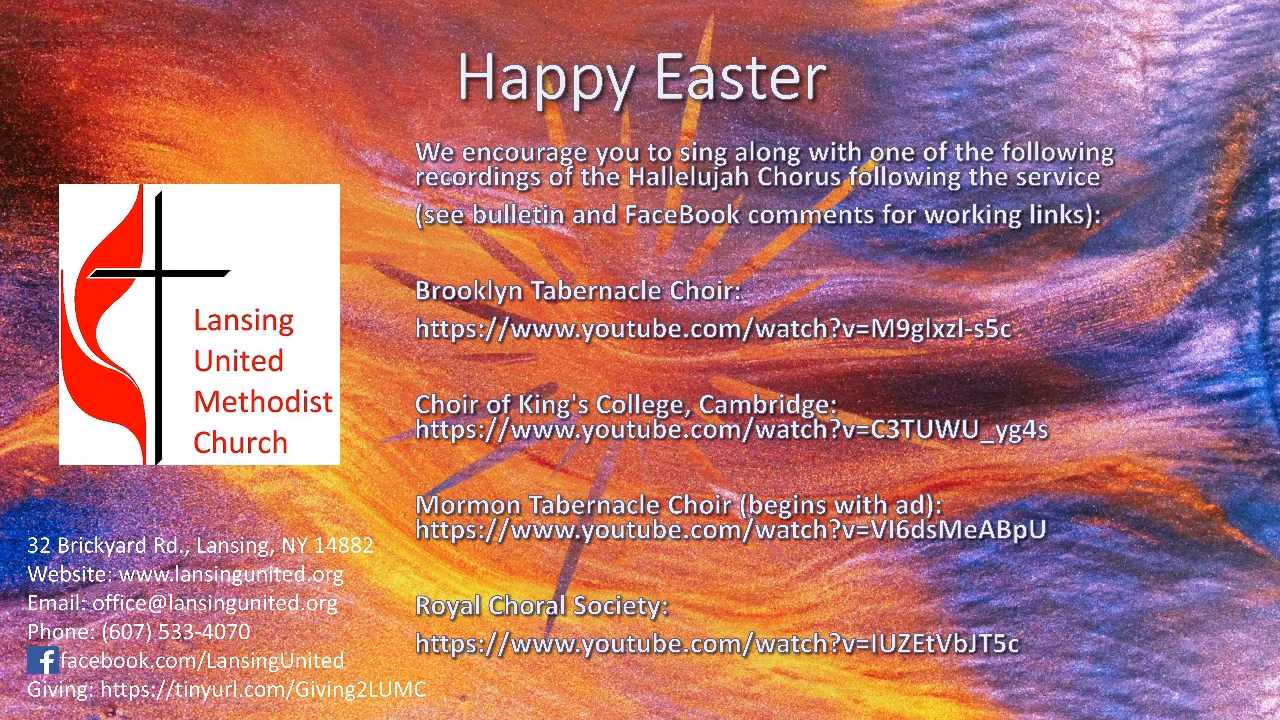 Happy Easter
We encourage you to sing along with one of the following
recordings of the Hallelujah Chorus following the service
(see bulletin and FaceBook comments for working links):
Brooklyn Tabernacle Choir:
https://www.youtube.com/watch?v=M9glxzl-s5c
Choir of King's College, Cambridge:
https://www.youtube.com/watch?v=C3TUWU_yg4s
Mormon Tabernacle Choir (begins with ad):
https://www.youtube.com/watch?v=VI6dsMeABpU
Royal Choral Society:
https://www.youtube.com/watch?v=IUZEtVbJT5c
Lansing
United
Methodist
Church
32 Brickyard Rd., Lansing, NY 14882
Website: www.lansingunited.org
Email: office@lansingunited.org
Phone: (607) 533-4070
facebook.com/LansingUnited
Giving: https://tinyurl.com/Giving2LUMC